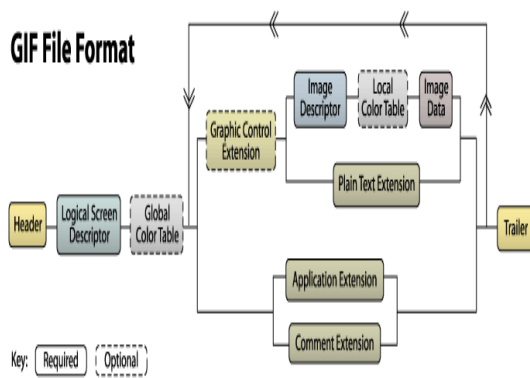 GIF File Format
Image
Descriptor
Local
Color Table
Image
Data
Graphic Control
Extension
Plain Text Extension
Header
Logical Screen
Descriptor
Global
Color Table
Trailer
Application Extension
Comment Extension
Key: Required Optional